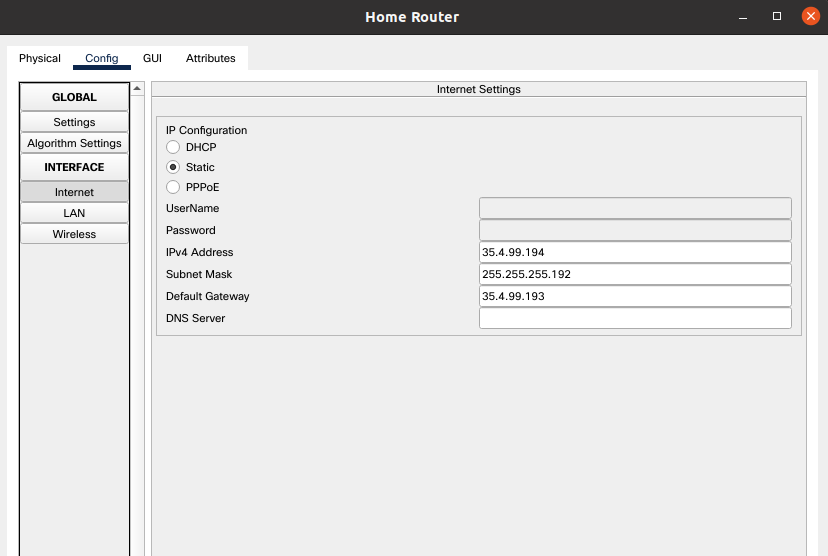 Home Router
Physical Config GUI Attributes
GLOBAL
Settings
Algorithm Settings
INTERFACE
Internet
LAN
Wireless
Internet Settings
IP Configuration
DHCP
Static
PPPoE
UserName
Password
IPv4 Address 35.4.99.194
Subnet Mask 255.255.255.192
Default Gateway 35.4.99.193
DNS Server